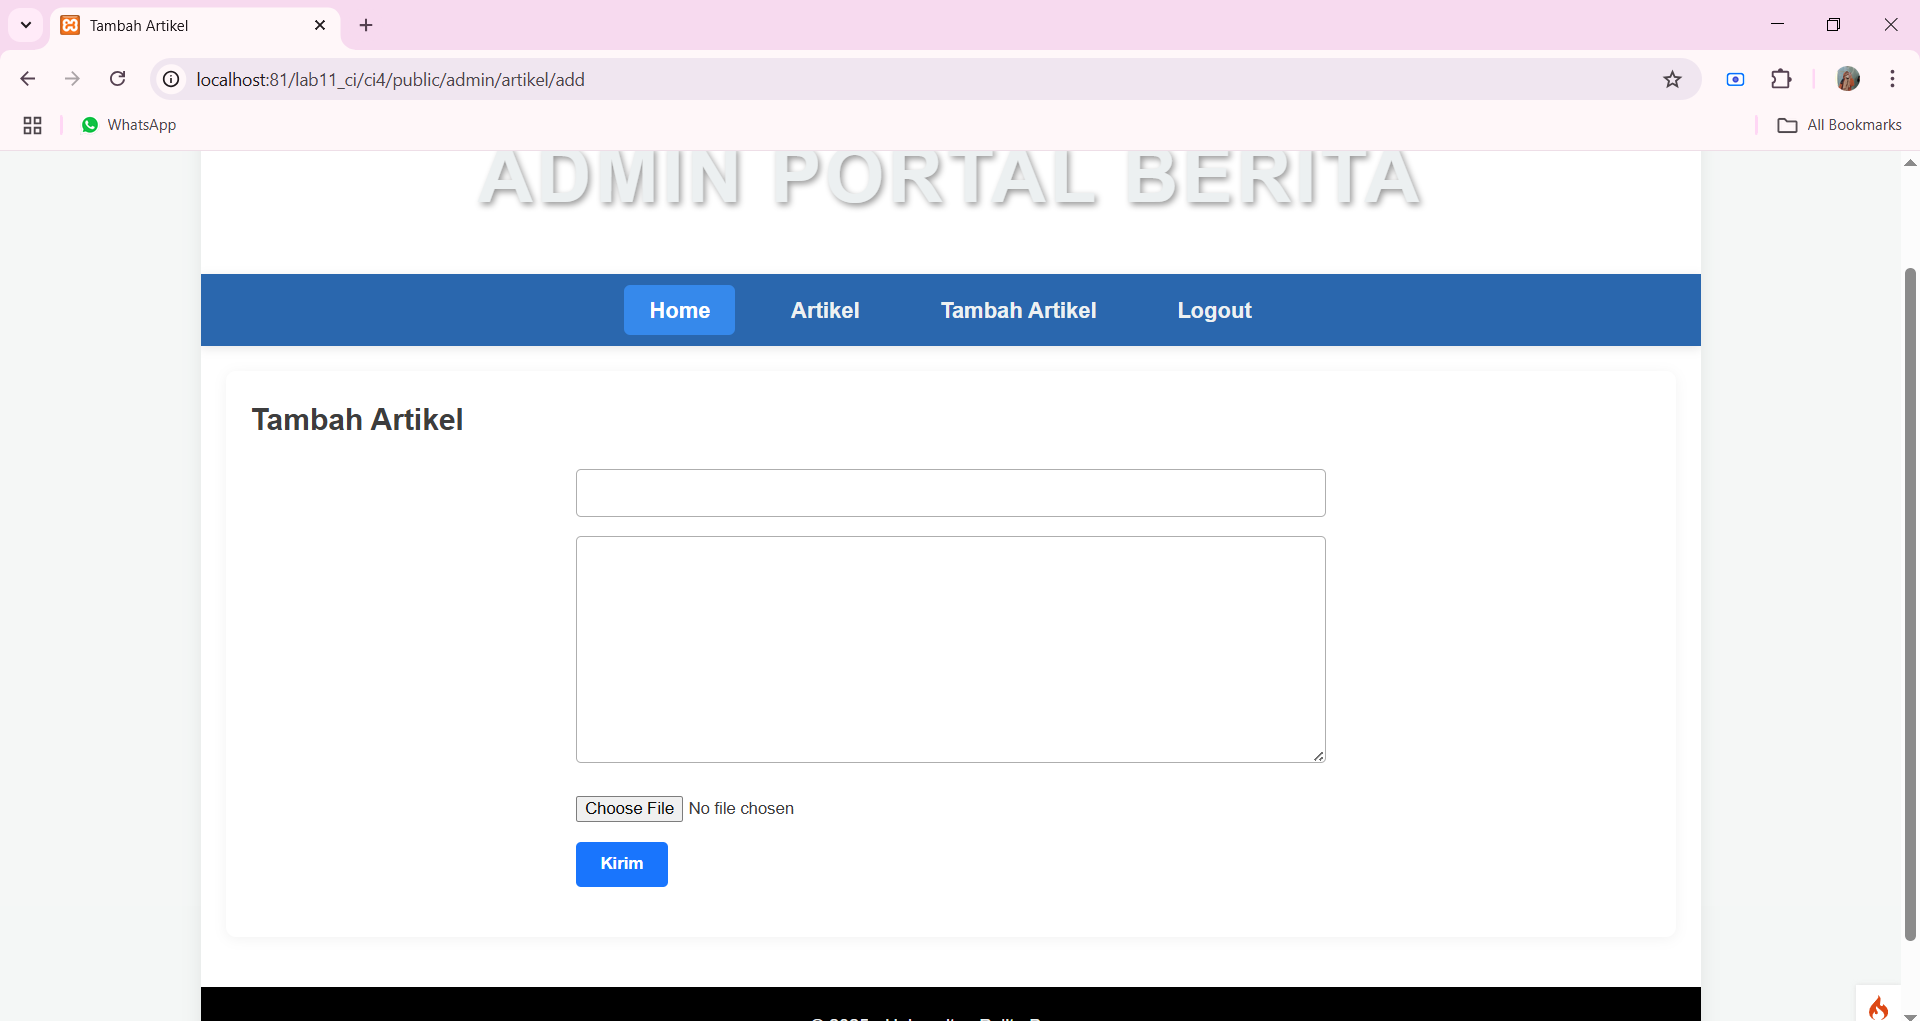 Tambah Artikel
localhost:81/lab11_ci/ci4/public/admin/artikel/add
WhatsApp
All Bookmarks
ADMIN PORTAL BERITA
Home Artikel Tambah Artikel Logout
Tambah Artikel
Choose File No file chosen
Kirim